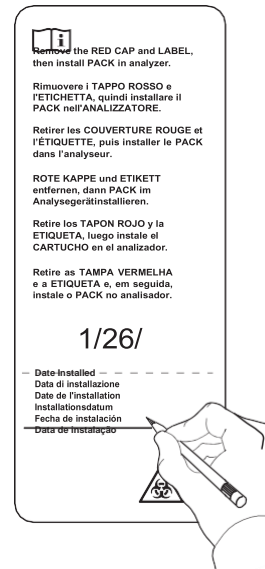 Remove the RED CAP and LABEL,
then install PACK in analyzer.
Rimuovere i TAPPO ROSSO e
l'ETICHETTA, quindi installare il
PACK nell'ANALIZZATORE.
Retirer les COUVERTURE ROUGE et
l'ÉTIQUETTE, puis installer le PACK
dans l'analyseur.
ROTE KAPPE und ETIKETT
entfernen, dann PACK im
Analysegerätinstallieren.
Retire los TAPON ROJO y la
ETIQUETA, luego instale el
CARTUCHO en el analizador.
Retire as TAMPA VERMELHA
e a ETIQUETA e, em seguida,
instale o PACK no analisador.
1/26/
Date Installed
Data di installazione
Date de l'installation
Installationsdatum
Fecha de instalación
Data de Instalação